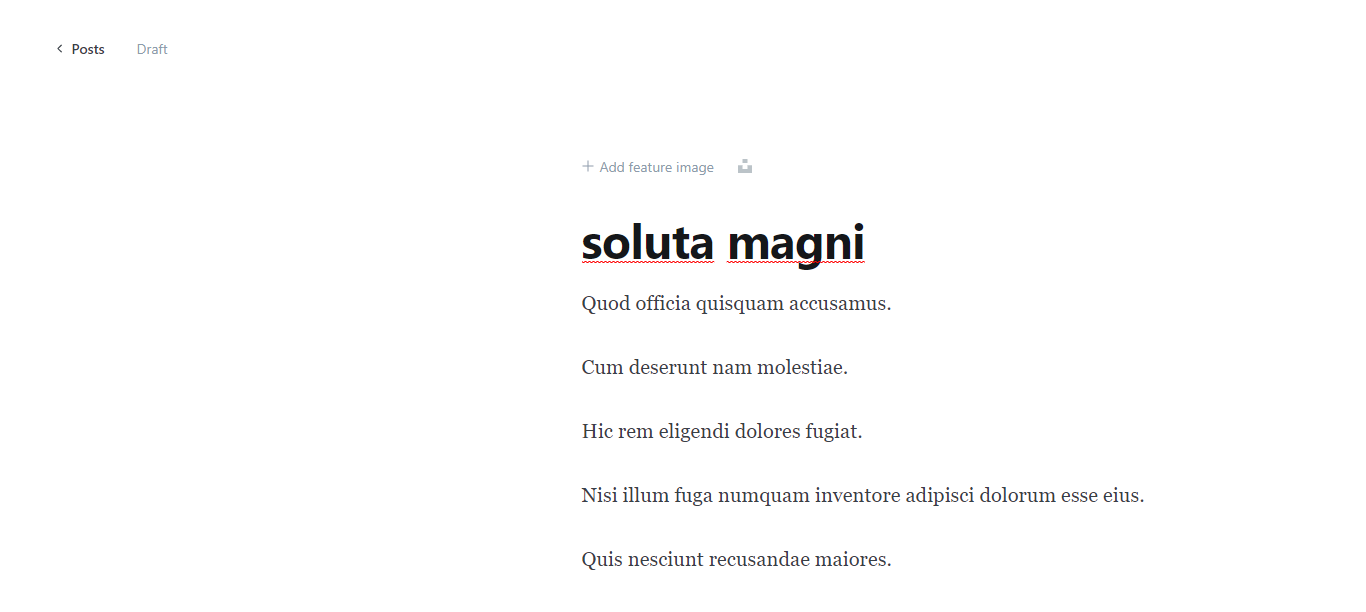 Posts Draft
Add feature image
soluta magni
Quod officia quisquam accusamus.
Cum deserunt nam molestiae.
Hic rem eligendi dolores fugiat.
Nisi illum fuga numquam inventore adipisci dolorum esse eius.
Quis nesciunt recusandae maiores.